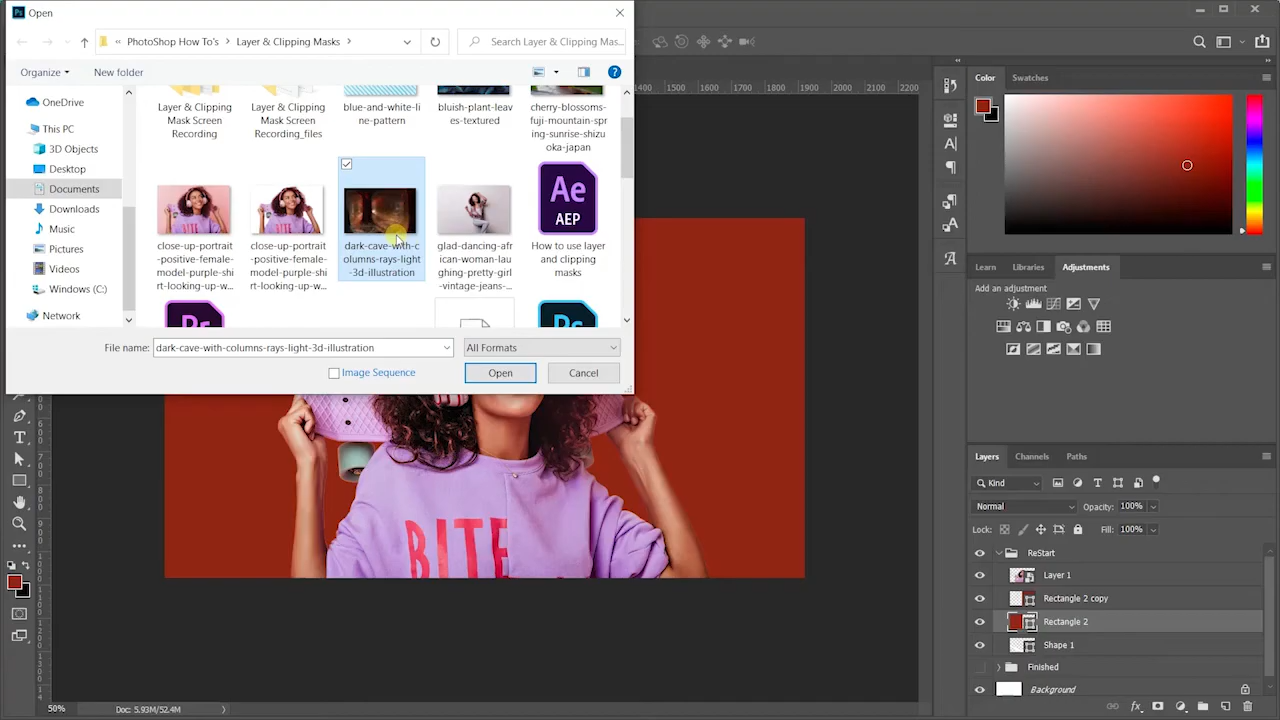 Open
PhotoShop How To's
Layer & Clipping Masks
Search Layer & Clipping Mas...
Organize
New folder
OneDrive
This PC
3D Objects
Desktop
Documents
Downloads
Music
Pictures
Videos
Windows (C:)
Network
Layer & Clipping
Mask Screen
Recording
Layer & Clipping
Mask Screen
Recording_files
blue-and-white-li
ne-pattern
bluish-plant-leav
es-textured
cherry-blossoms-
fuji-mountain-spr
ing-sunrise-shizu
oka-japan
close-up-portrait
-positive-female-
model-purple-shi
rt-looking-up-w...
close-up-portrait
-positive-female-
model-purple-shi
rt-looking-up-w...
dark-cave-with-c
olumns-rays-light
-3d-illustration
glad-dancing-afr
ican-woman-lau
ghing-pretty-girl
-vintage-jeans-...
Ae
AEP
How to use layer
and clipping
masks
Pr
Ps
File name:
dark-cave-with-columns-rays-light-3d-illustration
All Formats
Image Sequence
Open
Cancel
1400 1500 1600 1700 1800 1900 2000 2100 2200
BITE
50%
Doc: 5.93M/52.4M
Color
Swatches
Learn
Libraries
Adjustments
Add an adjustment
Layers
Channels
Paths
Kind
Normal
Opacity: 100%
Lock:
Fill: 100%
ReStart
Layer 1
Rectangle 2 copy
Rectangle 2
Shape 1
Finished
Background